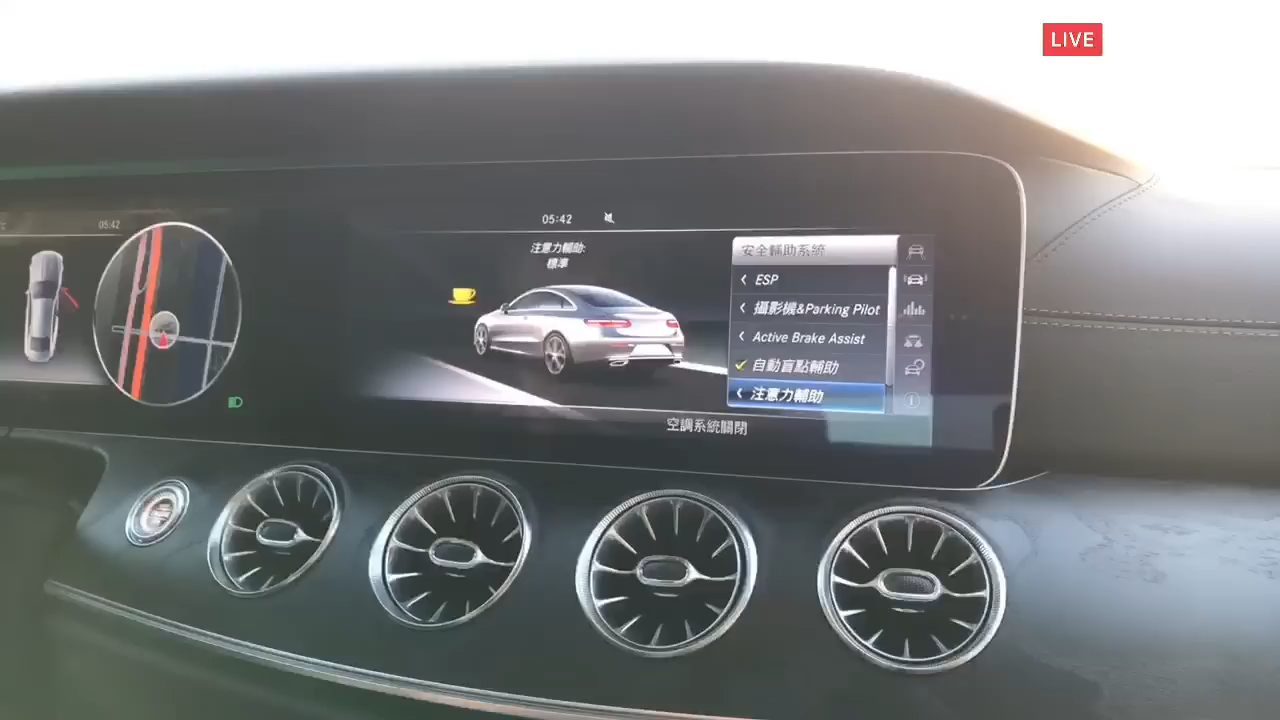 LIVE
05:42
05:42
注意力輔助:
標準
安全輔助系統
ESP
攝影機&Parking Pilot
Active Brake Assist
自動盲點輔助
注意力輔助
空調系統關閉